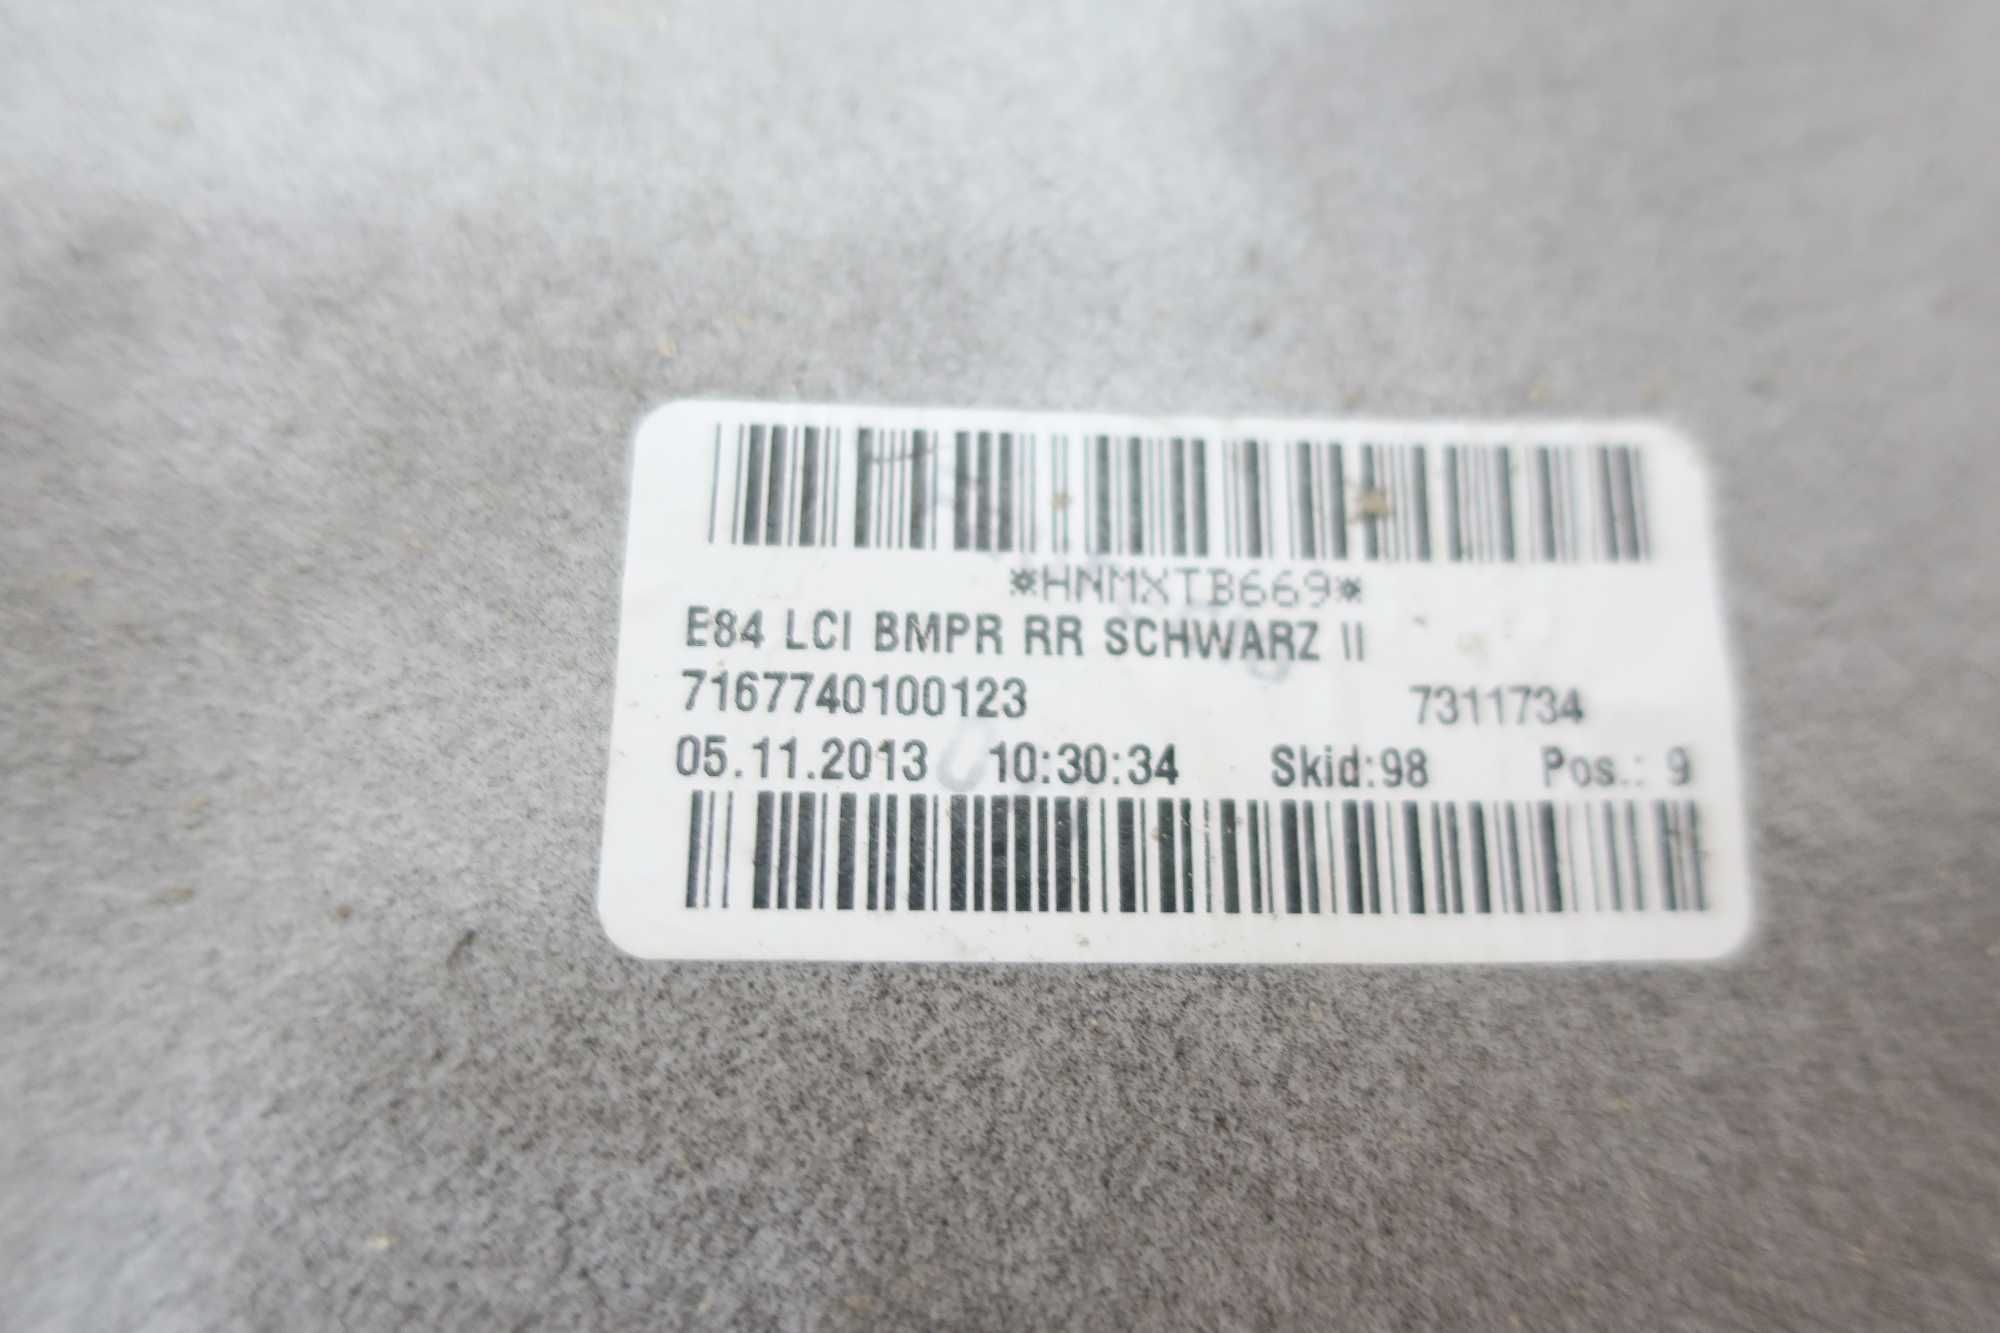 *HNMXTB669*
E84 LCI BMPR RR SCHWARZ II
7167740100123 7311734
05.11.2013 10:30:34 Skid:98 Pos.: 9